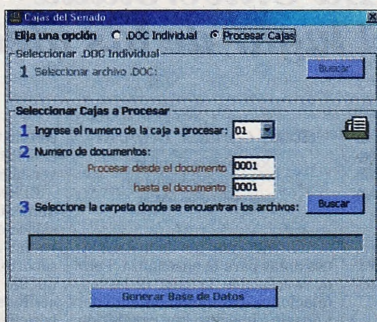 Cajas del Senado
Elija una opción .DOC Individual Procesar Cajas
Seleccionar .DOC Individual
1 Seleccionar archivo .DOC: Buscar
Seleccionar Cajas a Procesar
1 Ingrese el numero de la caja a procesar: 01
2 Numero de documentos:
Procesar desde el documento 0001
hasta el documento 0001
3 Seleccione la carpeta donde se encuentran los archivos: Buscar
Generar Base de Datos